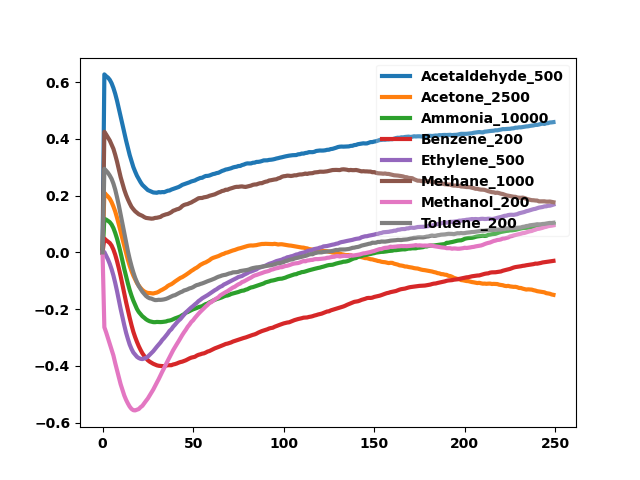 0.6
0.4
0.2
0.0
−0.2
−0.4
−0.6
Acetaldehyde_500
Acetone_2500
Ammonia_10000
Benzene_200
Ethylene_500
Methane_1000
Methanol_200
Toluene_200
0 50 100 150 200 250